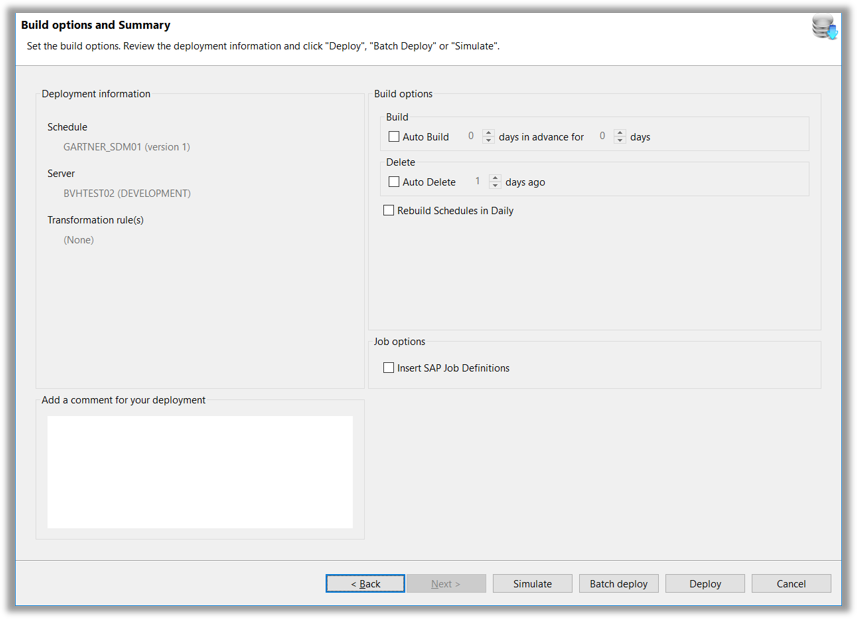 Build options and Summary
Set the build options. Review the deployment information and click "Deploy", "Batch Deploy" or "Simulate".
Deployment information
Schedule
GARTNER_SDM01 (version 1)
Server
BVHTEST02 (DEVELOPMENT)
Transformation rule(s)
(None)
Build options
Build
Auto Build 0 days in advance for 0 days
Delete
Auto Delete 1 days ago
Rebuild Schedules in Daily
Job options
Insert SAP Job Definitions
Add a comment for your deployment
< Back Next > Simulate Batch deploy Deploy Cancel